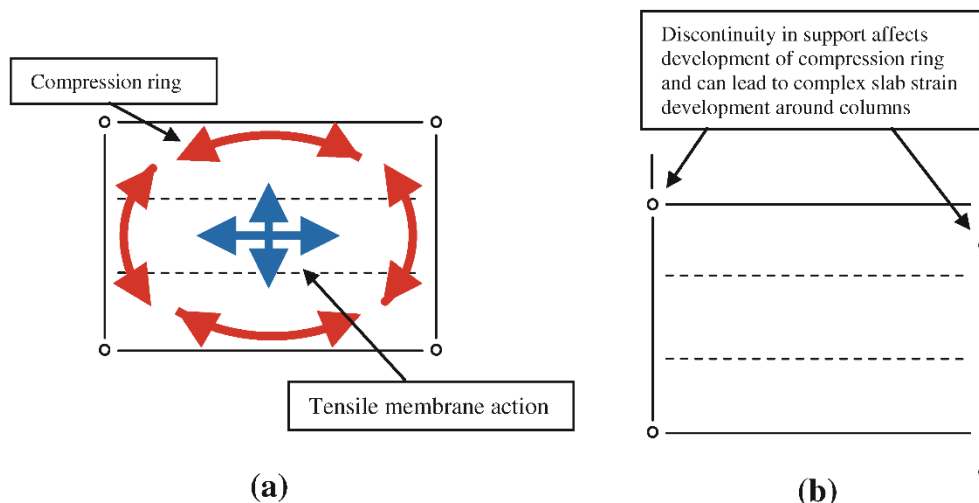 Compression ring
Tensile membrane action
(a)
Discontinuity in support affects
development of compression ring
and can lead to complex slab strain
development around columns
(b)